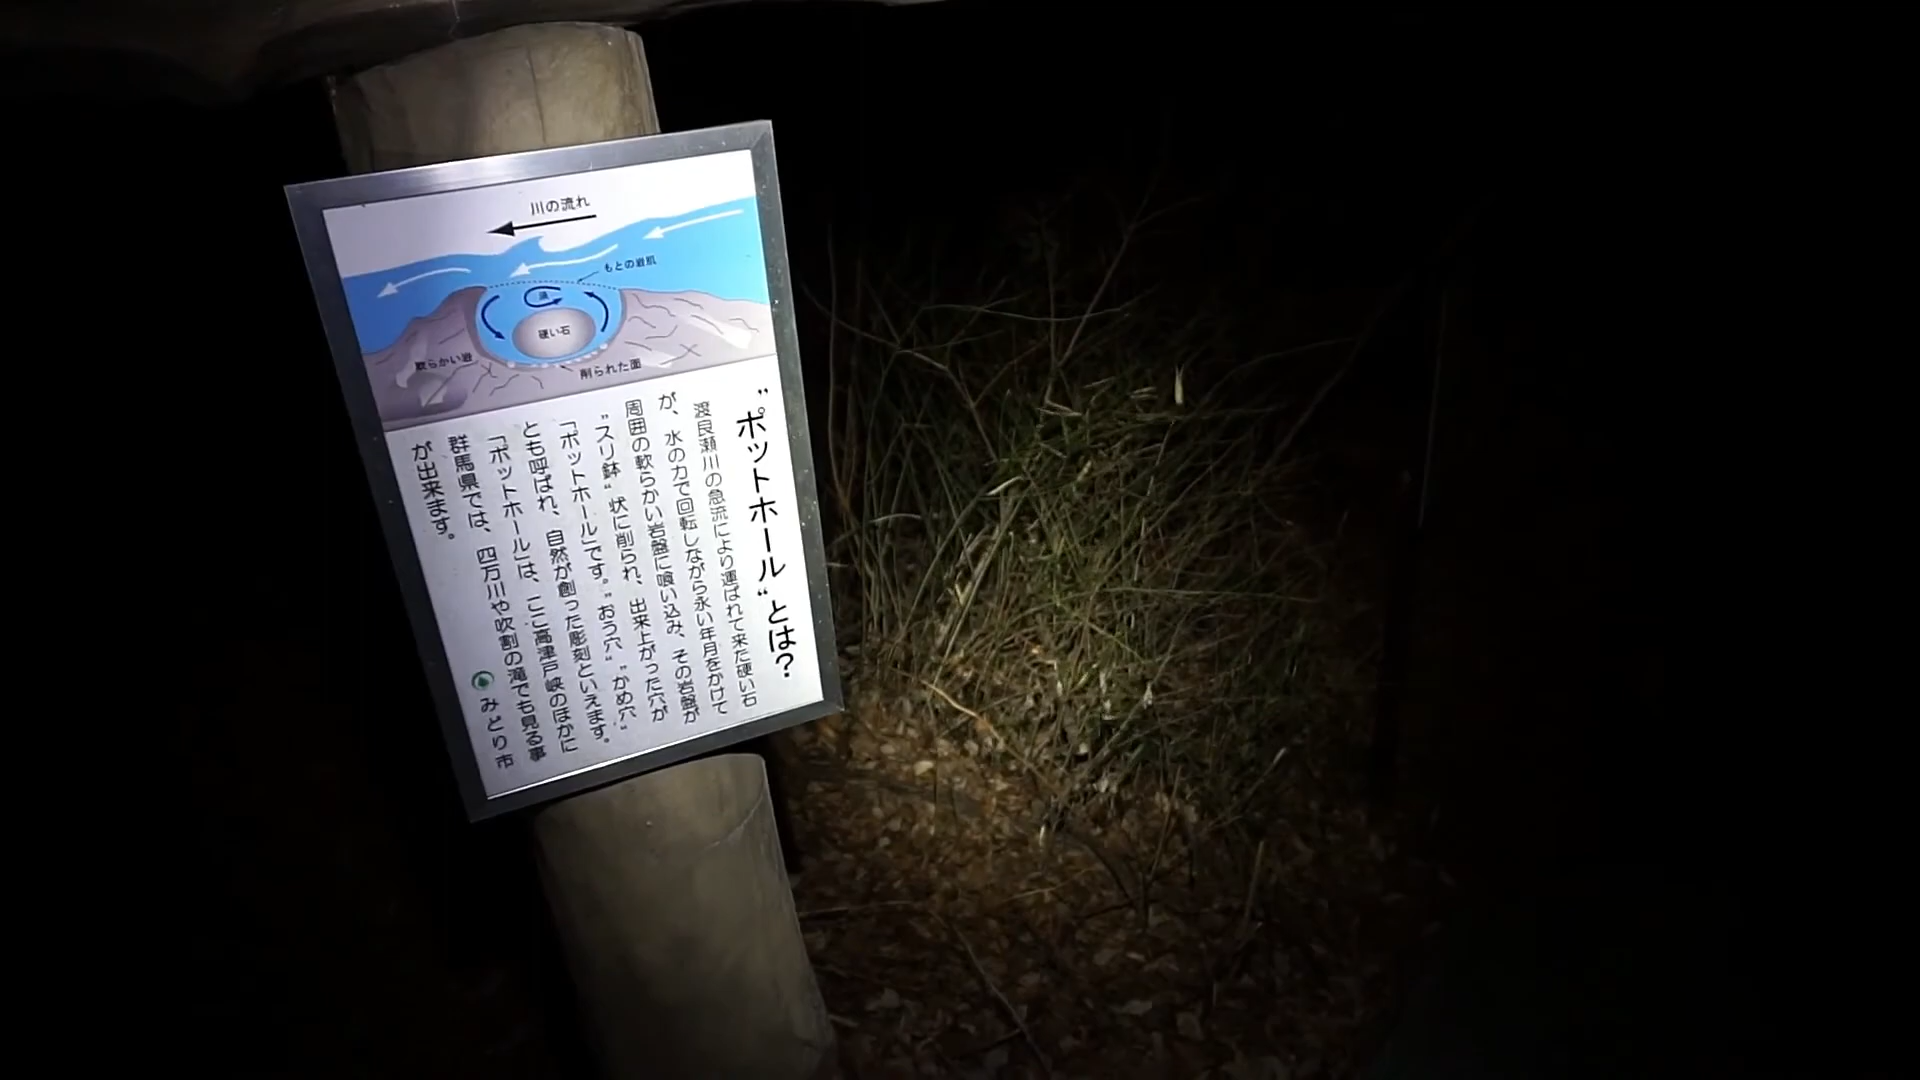 川の流れ
もとの岩肌
渦
硬い石
軟らかい岩
削られた面
”ポットホール“とは?
渡良瀬川の急流により運ばれて来た硬い石
が、水の力で回転しながら永い年月をかけて
周囲の軟らかい岩盤に喰い込み、その岩盤が
”スリ鉢“状に削られ、出来上がった穴が
「ポットホール」です。”おう穴“”かめ穴“
とも呼ばれ、自然が創った彫刻といえます。
「ポットホール」は、ここ高津戸峡のほかに
群馬県では、四万川や吹割の滝でも見る事
が出来ます。
みどり市